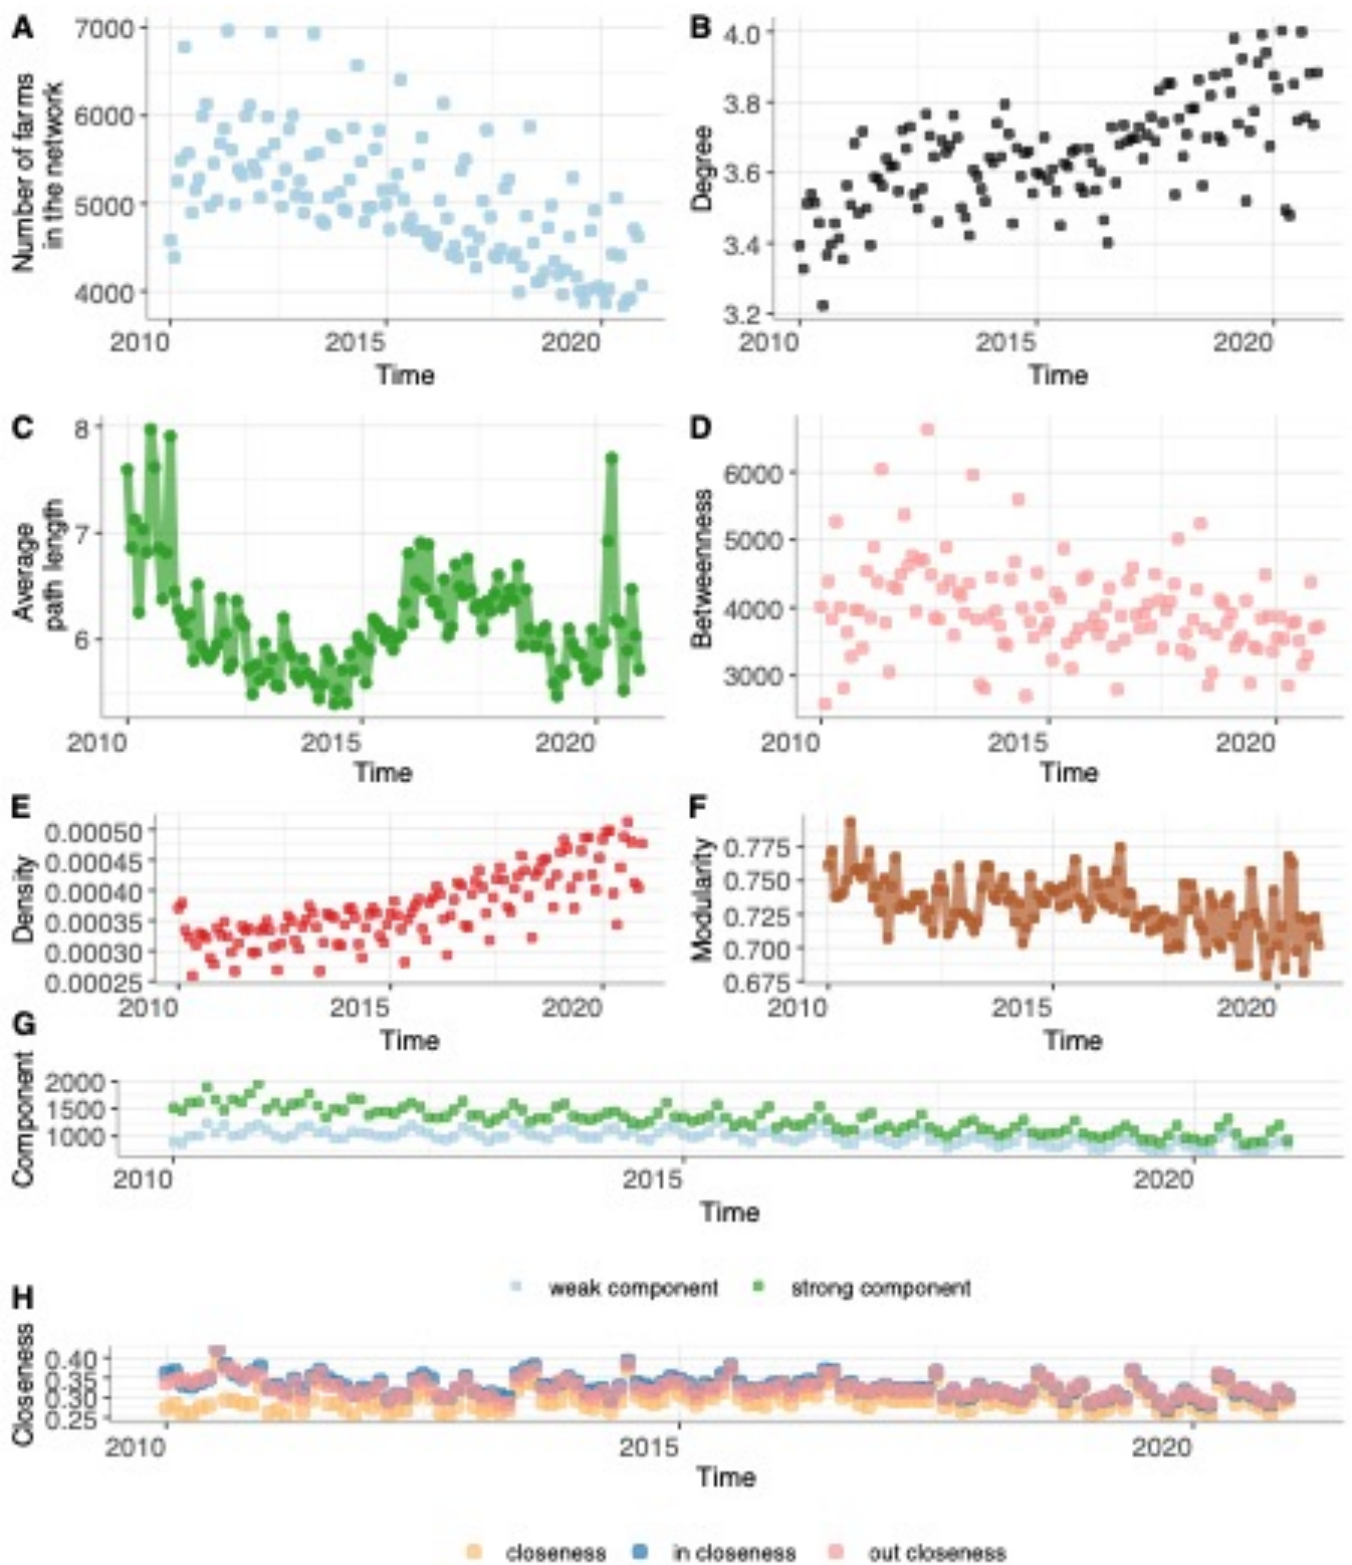 A
B
7000
6000
5000
4000
Number of farms
in the network
2010
2015
2020
Time
4.0
3.8
3.6
3.4
3.2
Degree
2010
2015
2020
Time
C
D
8
7
6
Average
path length
2010
2015
2020
Time
6000
5000
4000
3000
Betweenness
2010
2015
2020
Time
E
F
0.00050
0.00045
0.00040
0.00035
0.00030
0.00025
Density
2010
2015
2020
Time
0.775
0.750
0.725
0.700
0.675
Modularity
2010
2015
2020
Time
G
2000
1500
1000
Component
2010
2015
2020
Time
weak component
strong component
H
0.40
0.35
0.30
0.25
Closeness
2010
2015
2020
Time
closeness
in closeness
out closeness